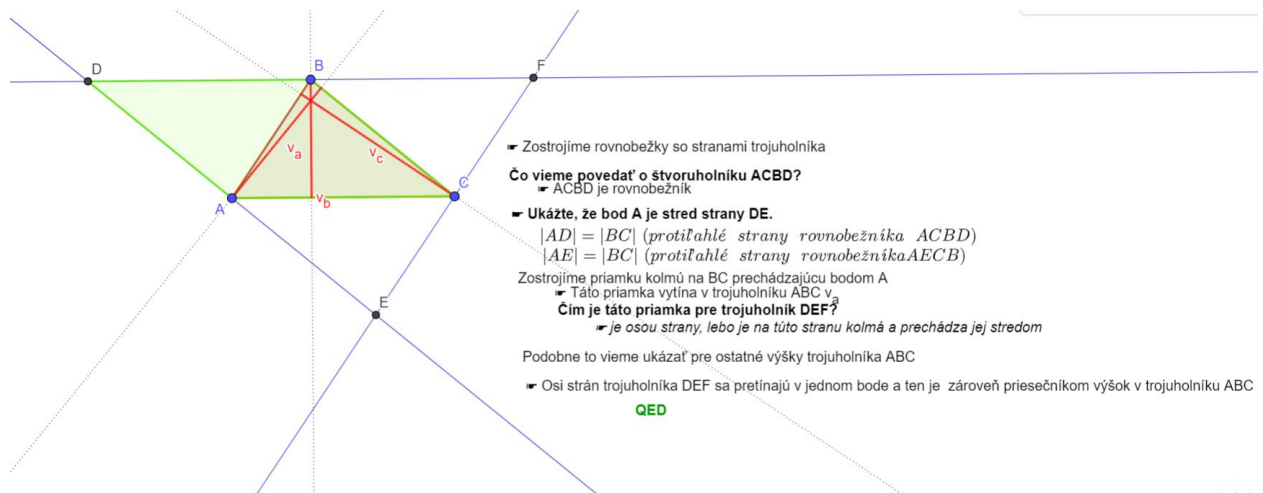 D
B
F
☛ Zostrojíme rovnobežky so stranami trojuholníka
v_a
v_c
Čo vieme povedať o štvoruholníku ACBD?
☛ ACBD je rovnobežník
C
A
v_b
☛ Ukážte, že bod A je stred strany DE.
|AD| = |BC| (protiľahlé strany rovnobežníka ACBD)
|AE| = |BC| (protiľahlé strany rovnobežníkaAECB)
Zostrojíme priamku kolmú na BC prechádzajúcu bodom A
☛ Táto priamka vytína v trojuholníku ABC v_a
E
Čím je táto priamka pre trojuholník DEF?
☛ je osou strany, lebo je na túto stranu kolmá a prechádza jej stredom
Podobne to vieme ukázať pre ostatné výšky trojuholníka ABC
☛ Osi strán trojuholníka DEF sa pretínajú v jednom bode a ten je zároveň priesečníkom výšok v trojuholníku ABC
QED